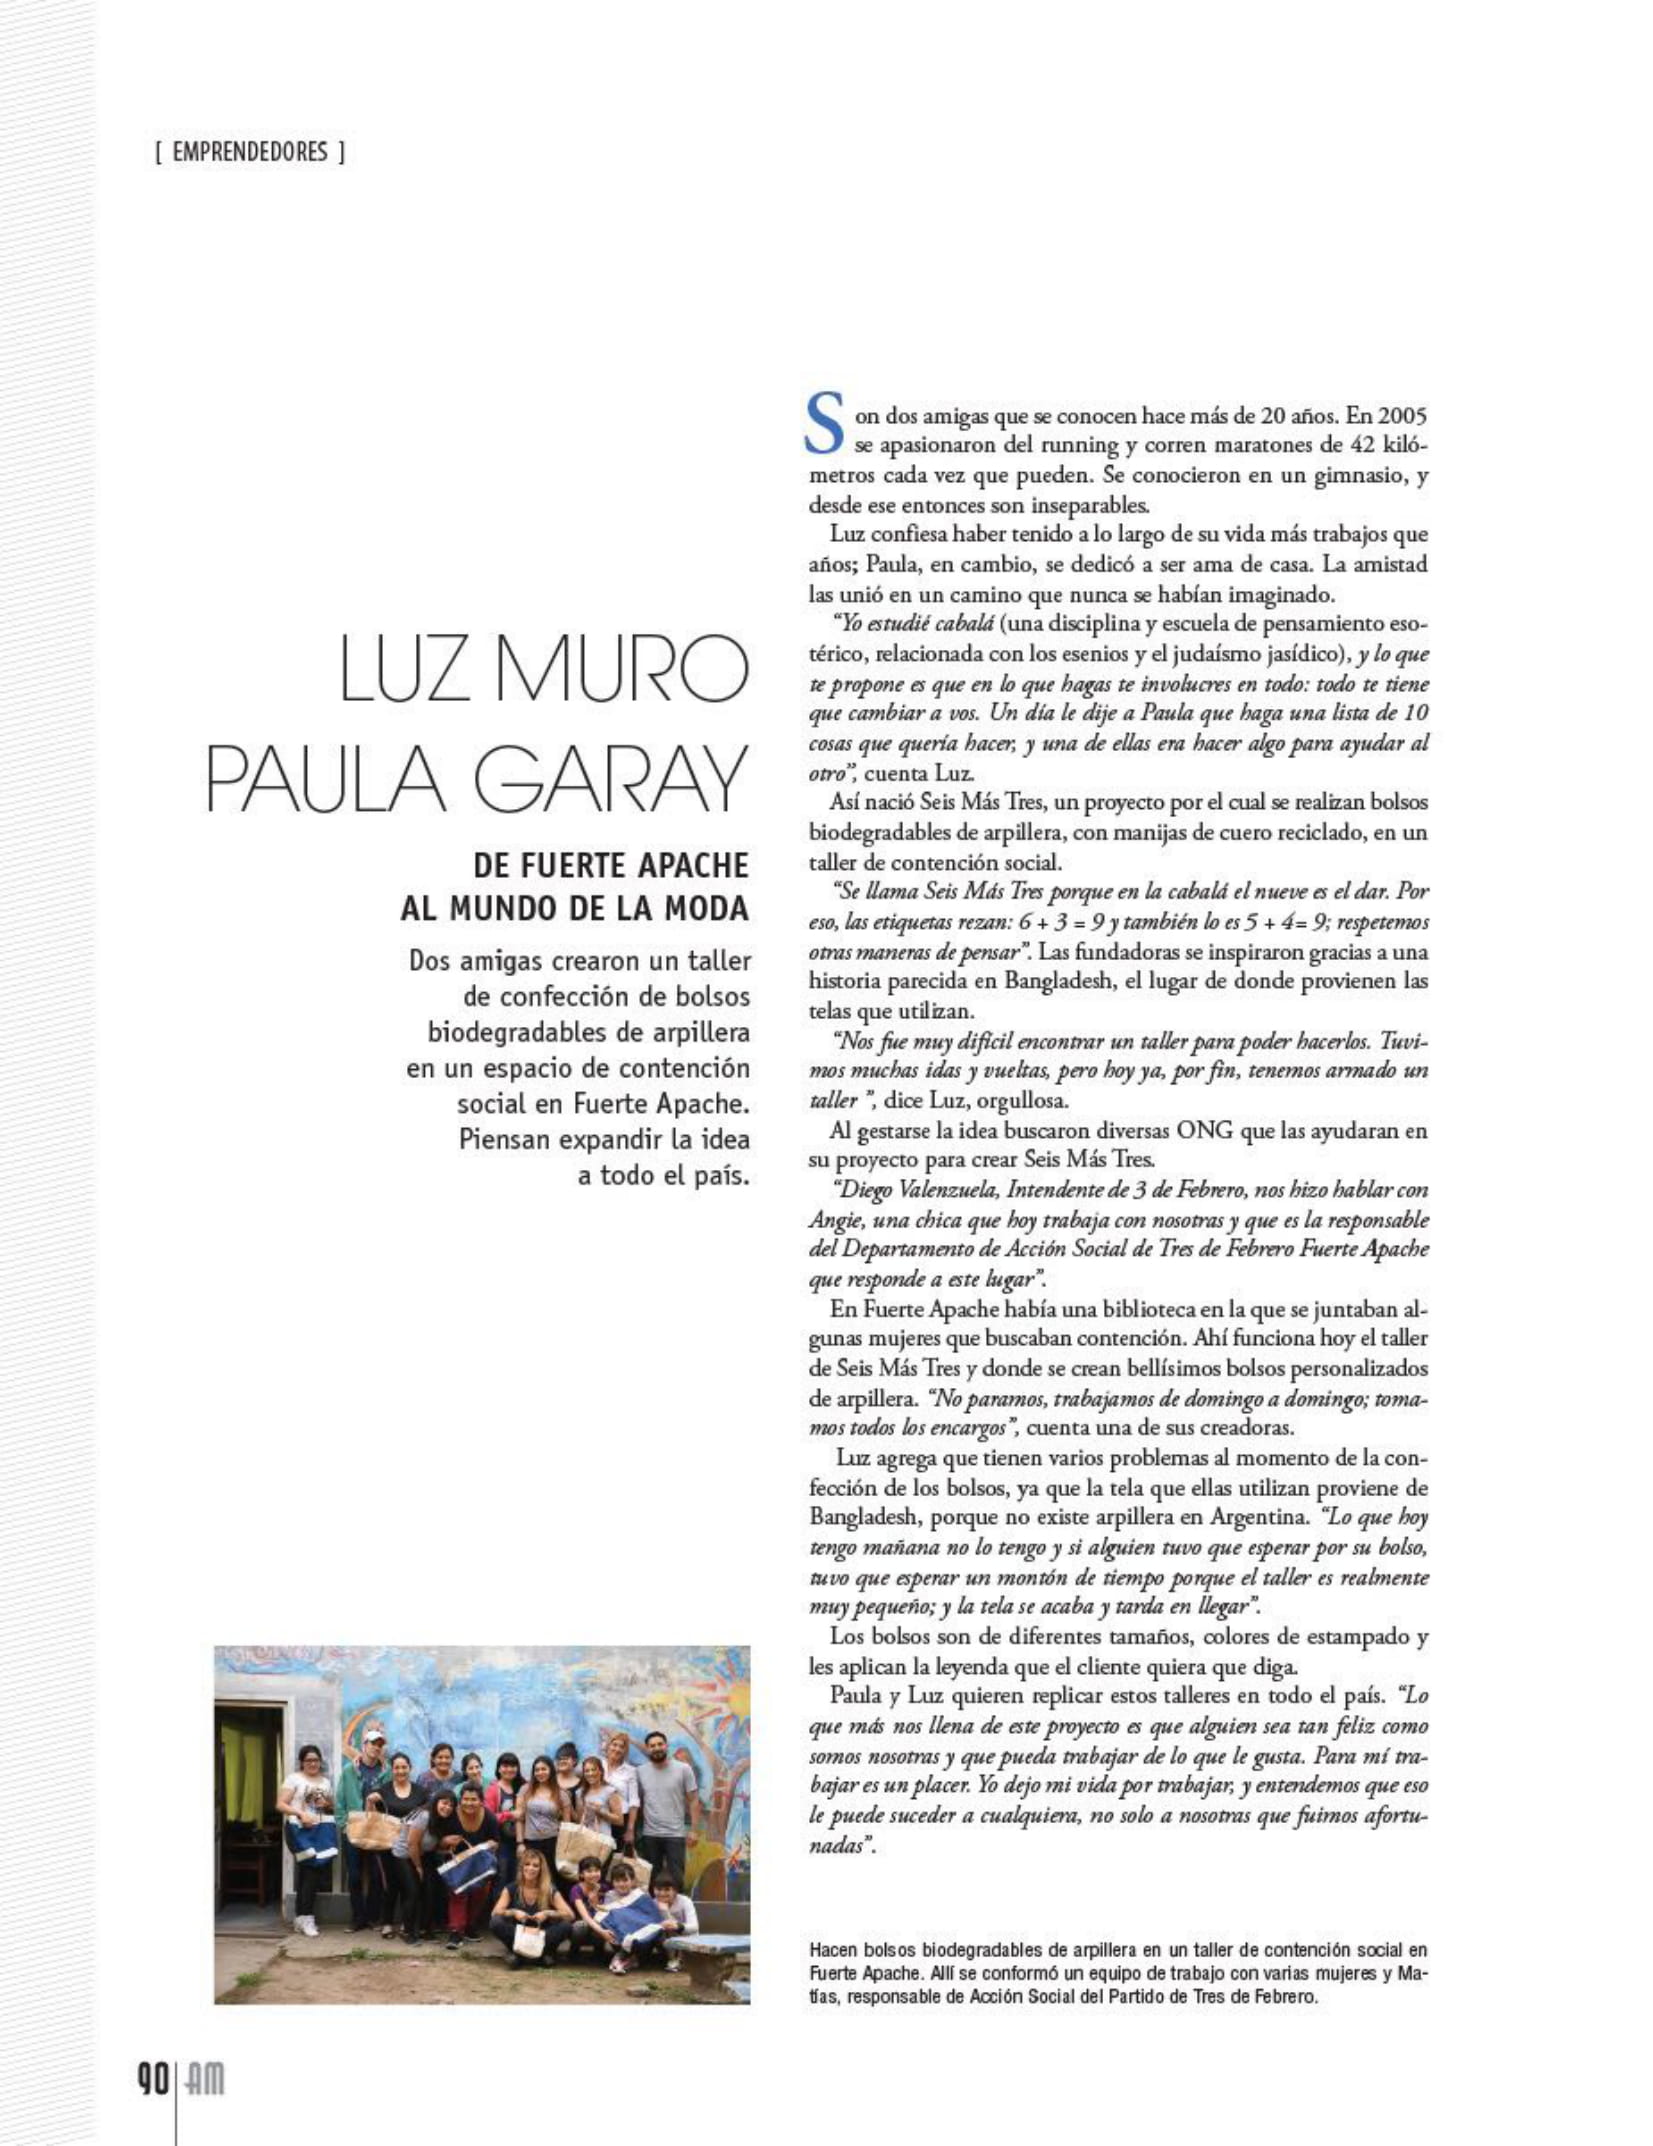 [ EMPRENDEDORES ]
LUZ MURO
PAULA GARAY
DE FUERTE APACHE
AL MUNDO DE LA MODA
Dos amigas crearon un taller
de confección de bolsos
biodegradables de arpillera
en un espacio de contención
social en Fuerte Apache.
Piensan expandir la idea
a todo el país.
Son dos amigas que se conocen hace más de 20 años. En 2005
se apasionaron del running y corren maratones de 42 kiló-
metros cada vez que pueden. Se conocieron en un gimnasio, y
desde ese entonces son inseparables.
Luz confiesa haber tenido a lo largo de su vida más trabajos que
años; Paula, en cambio, se dedicó a ser ama de casa. La amistad
las unió en un camino que nunca se habían imaginado.
“Yo estudié cabalá (una disciplina y escuela de pensamiento eso-
térico, relacionada con los esenios y el judaísmo jasídico), y lo que
te propone es que en lo que hagas te involucres en todo: todo te tiene
que cambiar a vos. Un día le dije a Paula que haga una lista de 10
cosas que quería hacer, y una de ellas era hacer algo para ayudar al
otro”, cuenta Luz.
Así nació Seis Más Tres, un proyecto por el cual se realizan bolsos
biodegradables de arpillera, con manijas de cuero reciclado, en un
taller de contención social.
“Se llama Seis Más Tres porque en la cabalá el nueve es el dar. Por
eso, las etiquetas rezan: 6 + 3 = 9 y también lo es 5 + 4= 9; respetemos
otras maneras de pensar”. Las fundadoras se inspiraron gracias a una
historia parecida en Bangladesh, el lugar de donde provienen las
telas que utilizan.
“Nos fue muy difícil encontrar un taller para poder hacerlos. Tuvi-
mos muchas idas y vueltas, pero hoy ya, por fin, tenemos armado un
taller ”, dice Luz, orgullosa.
Al gestarse la idea buscaron diversas ONG que las ayudaran en
su proyecto para crear Seis Más Tres.
“Diego Valenzuela, Intendente de 3 de Febrero, nos hizo hablar con
Angie, una chica que hoy trabaja con nosotras y que es la responsable
del Departamento de Acción Social de Tres de Febrero Fuerte Apache
que responde a este lugar”.
En Fuerte Apache había una biblioteca en la que se juntaban al-
gunas mujeres que buscaban contención. Ahí funciona hoy el taller
de Seis Más Tres y donde se crean bellísimos bolsos personalizados
de arpillera. “No paramos, trabajamos de domingo a domingo; toma-
mos todos los encargos”, cuenta una de sus creadoras.
Luz agrega que tienen varios problemas al momento de la con-
fección de los bolsos, ya que la tela que ellas utilizan proviene de
Bangladesh, porque no existe arpillera en Argentina. “Lo que hoy
tengo mañana no lo tengo y si alguien tuvo que esperar por su bolso,
tuvo que esperar un montón de tiempo porque el taller es realmente
muy pequeño; y la tela se acaba y tarda en llegar”.
Los bolsos son de diferentes tamaños, colores de estampado y
les aplican la leyenda que el cliente quiera que diga.
Paula y Luz quieren replicar estos talleres en todo el país. “Lo
que más nos llena de este proyecto es que alguien sea tan feliz como
somos nosotras y que pueda trabajar de lo que le gusta. Para mí tra-
bajar es un placer. Yo dejo mi vida por trabajar, y entendemos que eso
le puede suceder a cualquiera, no solo a nosotras que fuimos afortu-
nadas”.
Hacen bolsos biodegradables de arpillera en un taller de contención social en
Fuerte Apache. Allí se conformó un equipo de trabajo con varias mujeres y Ma-
tías, responsable de Acción Social del Partido de Tres de Febrero.
90 AM